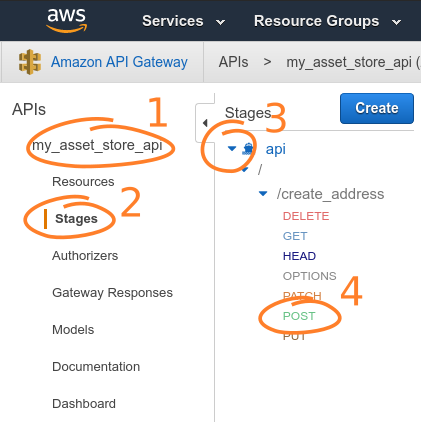 aws
Services
Resource Groups
Amazon API Gateway
APIs > my_asset_store_api (
APIs
1
my_asset_store_api
Resources
2
Stages
Authorizers
Gateway Responses
Models
Documentation
Dashboard
Stages
3
Create
api
/
/create_address
DELETE
GET
HEAD
OPTIONS
PATCH
4
POST
PUT